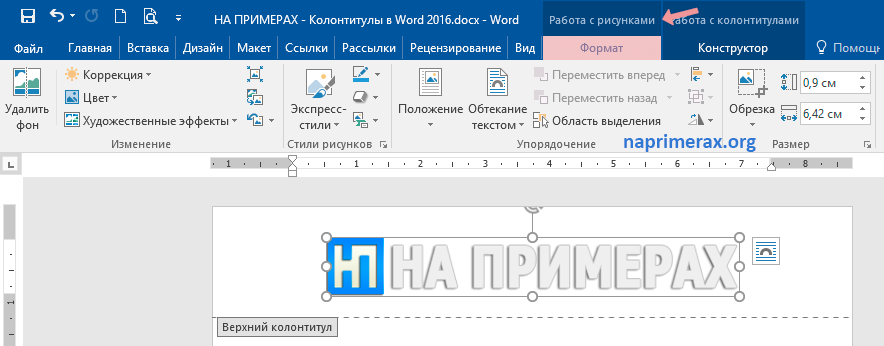 НА ПРИМЕРАХ - Колонтитулы в Word 2016.docx - Word
Работа с рисунками
Работа с колонтитулами
Файл Главная Вставка Дизайн Макет Ссылки Рассылки Рецензирование Вид Формат Конструктор Помощн
Удалить фон
Коррекция
Цвет
Художественные эффекты
Изменение
Экспресс-
стили
Стили рисунков
Положение
Обтекание
текстом
Переместить вперед
Переместить назад
Область выделения
Упорядочение
naprimerax.org
Обрезка
0,9 см
6,42 см
Размер
1 1 2 3 4 5 6 7 8
НП НА ПРИМЕРАХ
Верхний колонтитул
1